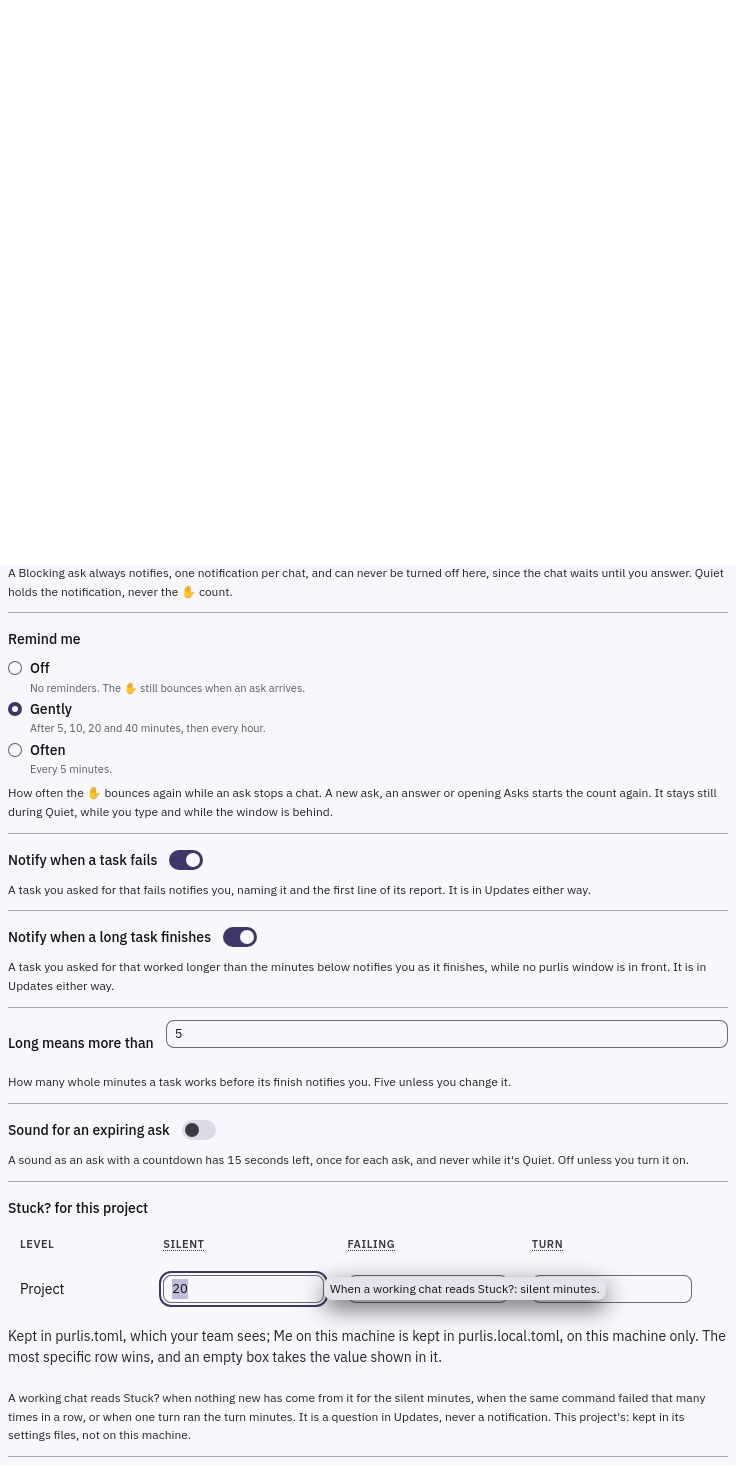 A Blocking ask always notifies, one notification per chat, and can never be turned off here, since the chat waits until you answer. Quiet
holds the notification, never the ✋ count.
Remind me
Off
No reminders. The ✋ still bounces when an ask arrives.
Gently
After 5, 10, 20 and 40 minutes, then every hour.
Often
Every 5 minutes.
How often the ✋ bounces again while an ask stops a chat. A new ask, an answer or opening Asks starts the count again. It stays still
during Quiet, while you type and while the window is behind.
Notify when a task fails
A task you asked for that fails notifies you, naming it and the first line of its report. It is in Updates either way.
Notify when a long task finishes
A task you asked for that worked longer than the minutes below notifies you as it finishes, while no purlis window is in front. It is in
Updates either way.
Long means more than 5
How many whole minutes a task works before its finish notifies you. Five unless you change it.
Sound for an expiring ask
A sound as an ask with a countdown has 15 seconds left, once for each ask, and never while it's Quiet. Off unless you turn it on.
Stuck? for this project
LEVEL SILENT FAILING TURN
Project 20 When a working chat reads Stuck?: silent minutes.
Kept in purlis.toml, which your team sees; Me on this machine is kept in purlis.local.toml, on this machine only. The
most specific row wins, and an empty box takes the value shown in it.
A working chat reads Stuck? when nothing new has come from it for the silent minutes, when the same command failed that many
times in a row, or when one turn ran the turn minutes. It is a question in Updates, never a notification. This project's: kept in its
settings files, not on this machine.